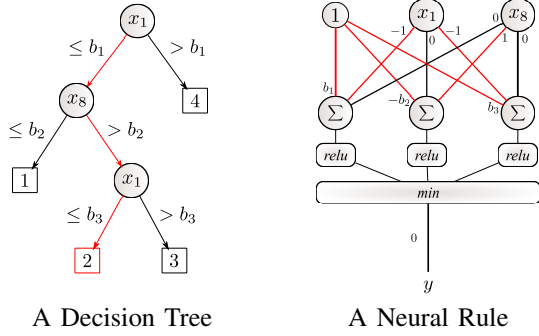 x₁
≤ b₁
> b₁
x₈
4
≤ b₂
> b₂
1
x₁
≤ b₃
> b₃
2
3
A Decision Tree
1
x₁
x₈
−1
0
−1
0
1
0
b₁
−b₂
b₃
Σ
Σ
Σ
relu
relu
relu
min
0
y
A Neural Rule